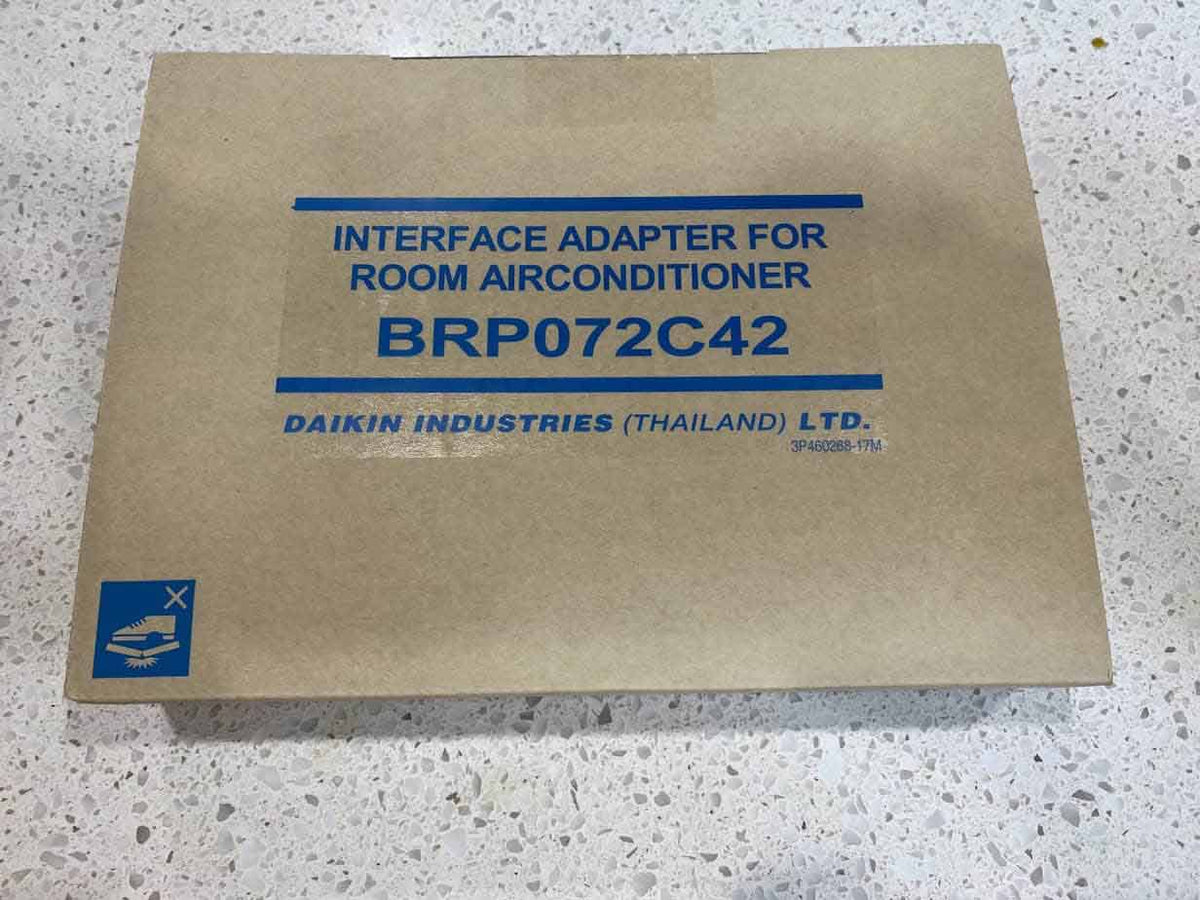 INTERFACE ADAPTER FOR
ROOM AIRCONDITIONER
BRP072C42
DAIKIN INDUSTRIES (THAILAND) LTD.
3P460268-17M